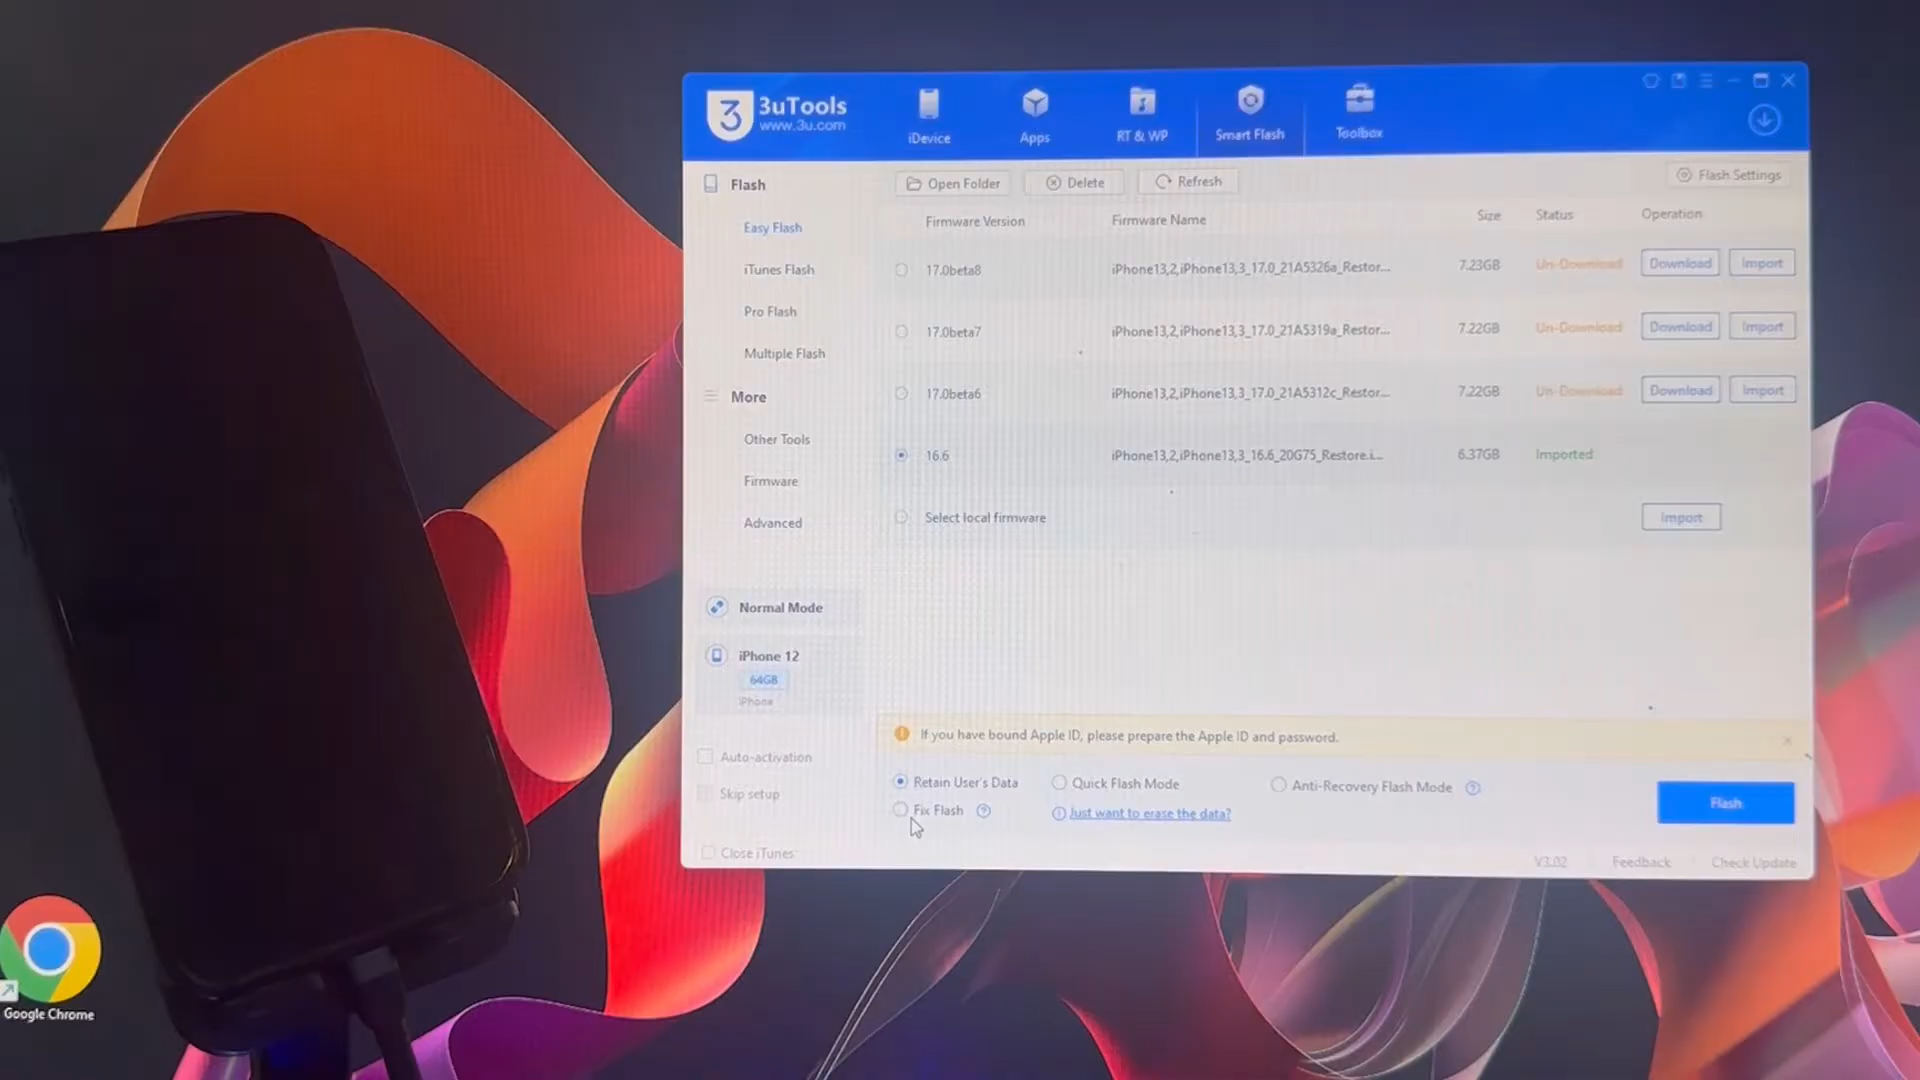 3 3uTools
www.3u.com
iDevice
Apps
RT & WP
Smart Flash
Toolbox
Flash
Easy Flash
iTunes Flash
Pro Flash
Multiple Flash
More
Other Tools
Firmware
Advanced
Normal Mode
iPhone 12
64GB
iPhone
Auto-activation
Skip setup
Close iTunes
Open Folder Delete Refresh Flash Settings
Firmware Version Firmware Name Size Status Operation
17.0beta8 iPhone13,2,iPhone13,3_17.0_21A5326a_Restor... 7.23GB Un-Download Download Import
17.0beta7 iPhone13,2,iPhone13,3_17.0_21A5319a_Restor... 7.22GB Un-Download Download Import
17.0beta6 iPhone13,2,iPhone13,3_17.0_21A5312c_Restor... 7.22GB Un-Download Download Import
16.6 iPhone13,2,iPhone13,3_16.6_20G75_Restore.i... 6.37GB Imported
Select local firmware Import
If you have bound Apple ID, please prepare the Apple ID and password.
Retain User's Data Quick Flash Mode Anti-Recovery Flash Mode
Fix Flash Just want to erase the data?
Flash
V3.02 Feedback Check Update
Google Chrome